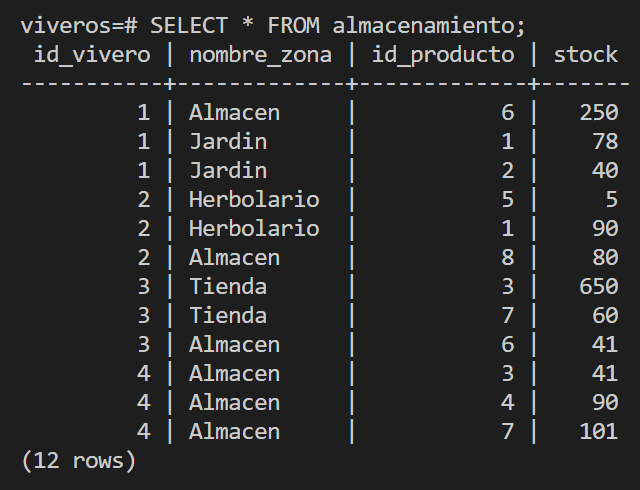 viveros=# SELECT * FROM almacenamiento;
 id_vivero | nombre_zona | id_producto | stock
-----------+-------------+-------------+-------
         1 | Almacen     |           6 |   250
         1 | Jardin      |           1 |    78
         1 | Jardin      |           2 |    40
         2 | Herbolario  |           5 |     5
         2 | Herbolario  |           1 |    90
         2 | Almacen     |           8 |    80
         3 | Tienda      |           3 |   650
         3 | Tienda      |           7 |    60
         3 | Almacen     |           6 |    41
         4 | Almacen     |           3 |    41
         4 | Almacen     |           4 |    90
         4 | Almacen     |           7 |   101
(12 rows)